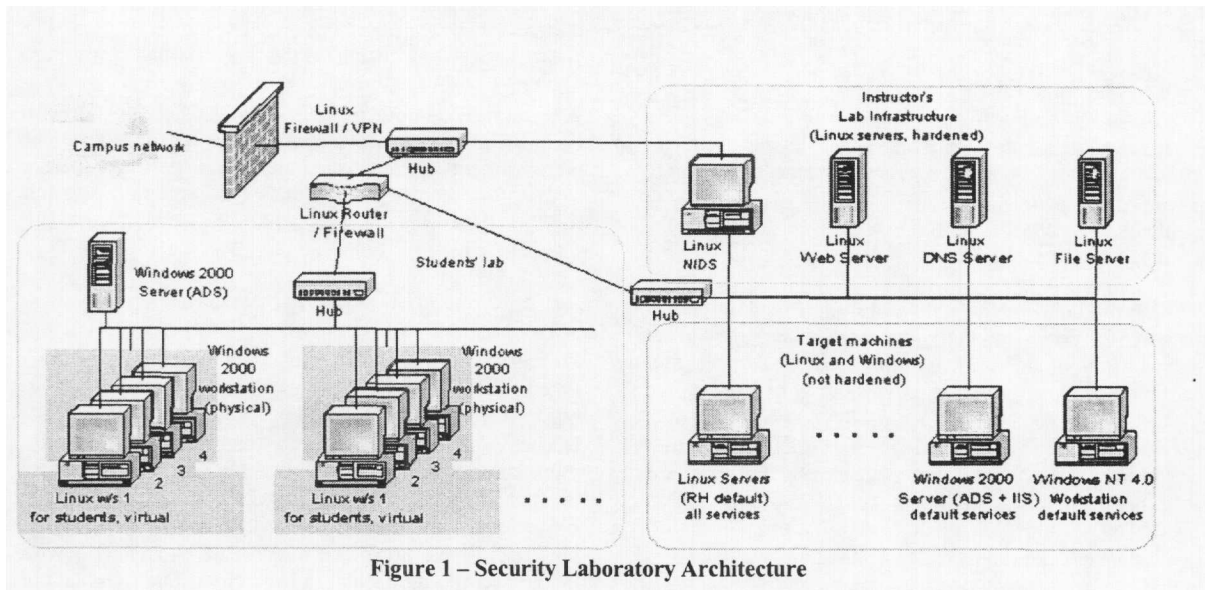 Campus network
Linux
Firewall / VPN
Hub
Linux Router
/ Firewall
Instructor's
Lab Infrastructure
(Linux servers, hardened)
Linux
NIDS
Linux
Web Server
Linux
DNS Server
Linux
File Server
Windows 2000
Server (ADS)
Students' lab
Hub
Hub
Windows
2000
workstation
(physical)
4
3
2
Linux w/s 1
for students, virtual
Windows
2000
workstation
(physical)
4
3
2
Linux w/s 1
for students, virtual
. . . . .
Target machines
(Linux and Windows)
(not hardened)
. . . . .
Linux Servers
(RH default)
all services
Windows 2000
Server (ADS + IIS)
default services
Windows NT 4.0
Workstation
default services
Figure 1 – Security Laboratory Architecture